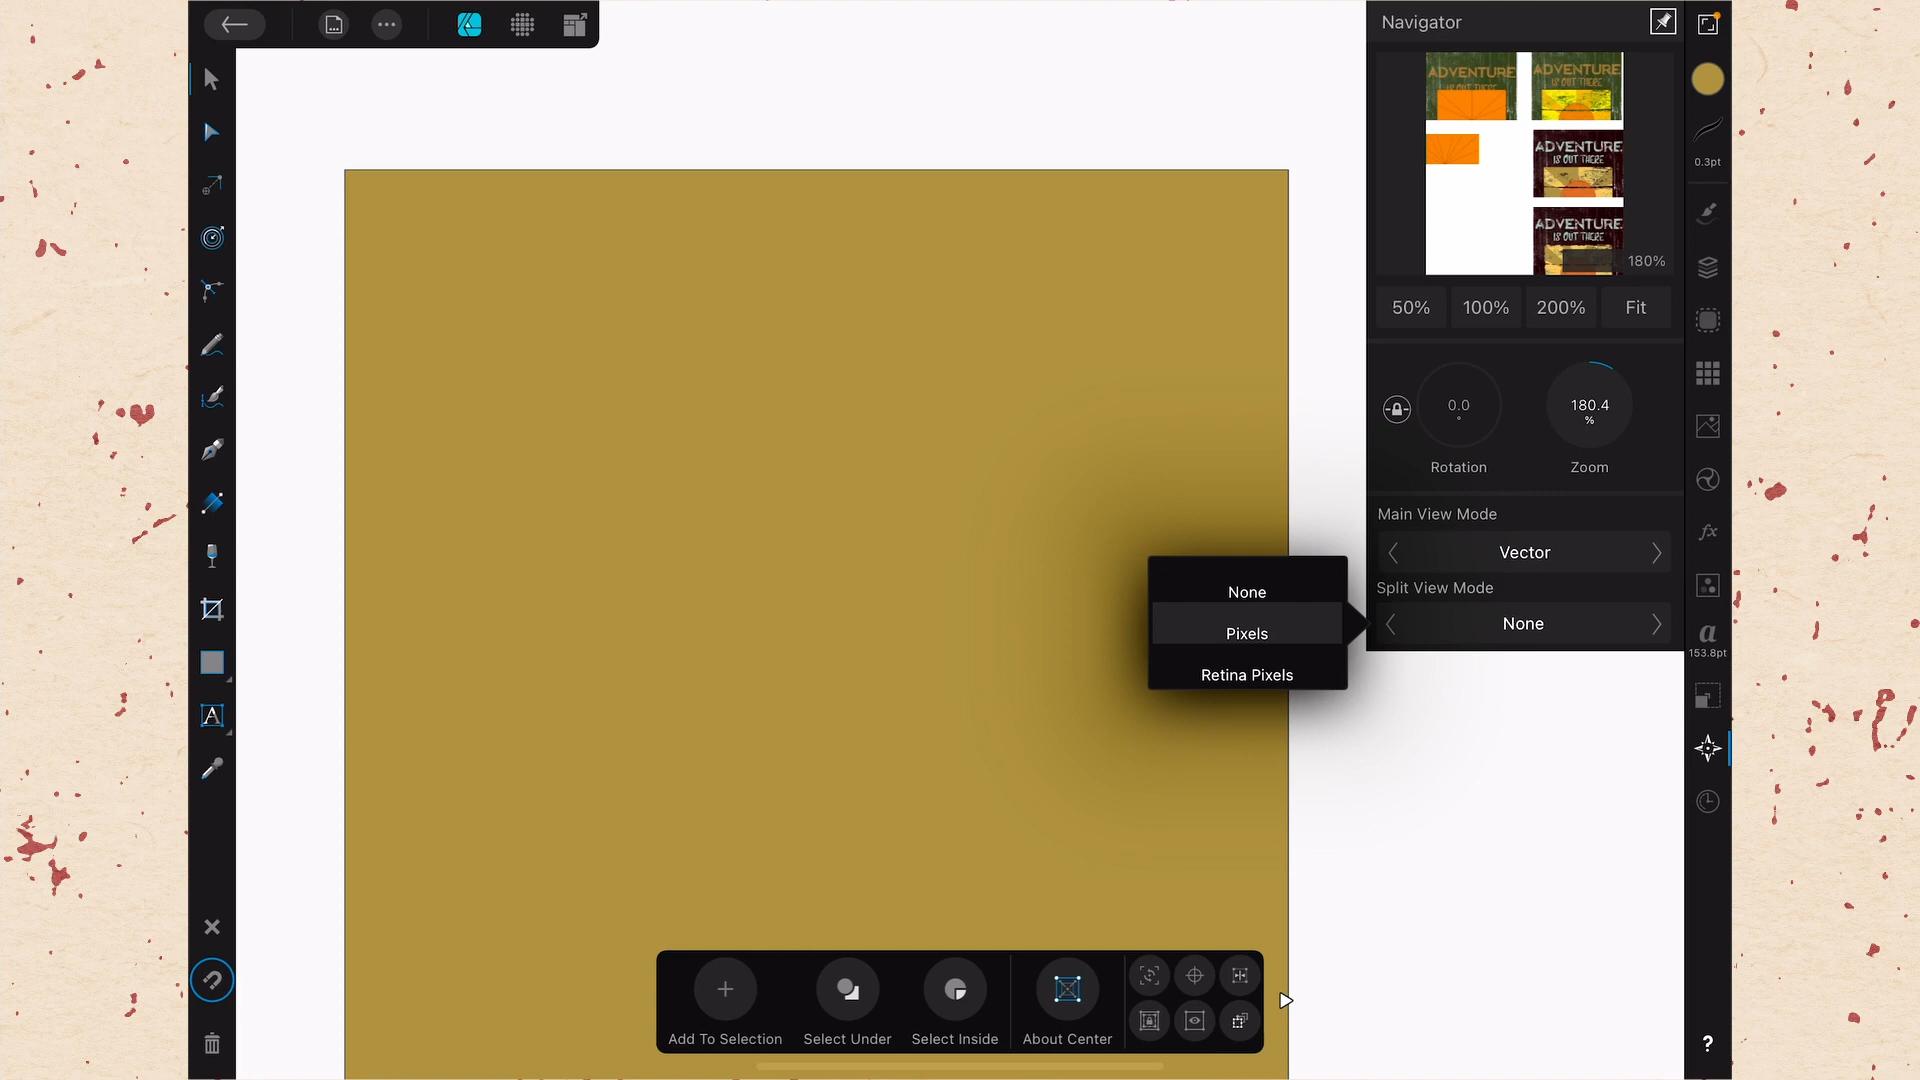 Navigator
ADVENTURE
IS OUT THERE
ADVENTURE
IS OUT THERE
ADVENTURE
IS OUT THERE
ADVENTURE
IS OUT THERE
180%
50%
100%
200%
Fit
0.0
°
180.4
%
Rotation
Zoom
Main View Mode
Vector
Split View Mode
None
None
Pixels
Retina Pixels
0.3pt
fx
a
153.8pt
A
Add To Selection
Select Under
Select Inside
About Center
?